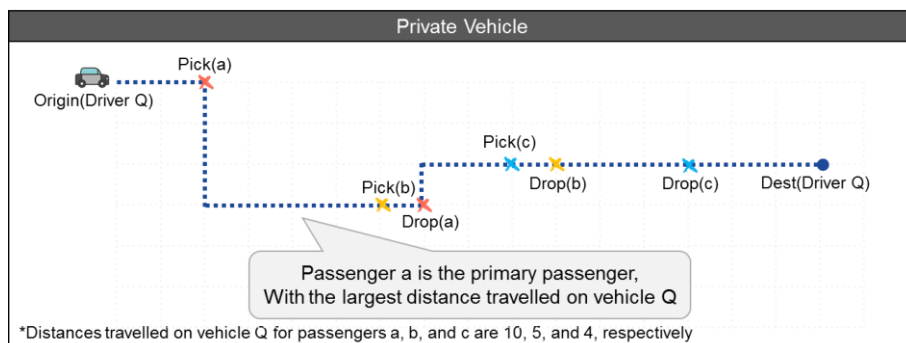 Private Vehicle
Pick(a)
Origin(Driver Q)
Pick(c)
Pick(b)
Drop(b)
Drop(c)
Dest(Driver Q)
Drop(a)
Passenger a is the primary passenger,
With the largest distance travelled on vehicle Q
*Distances travelled on vehicle Q for passengers a, b, and c are 10, 5, and 4, respectively